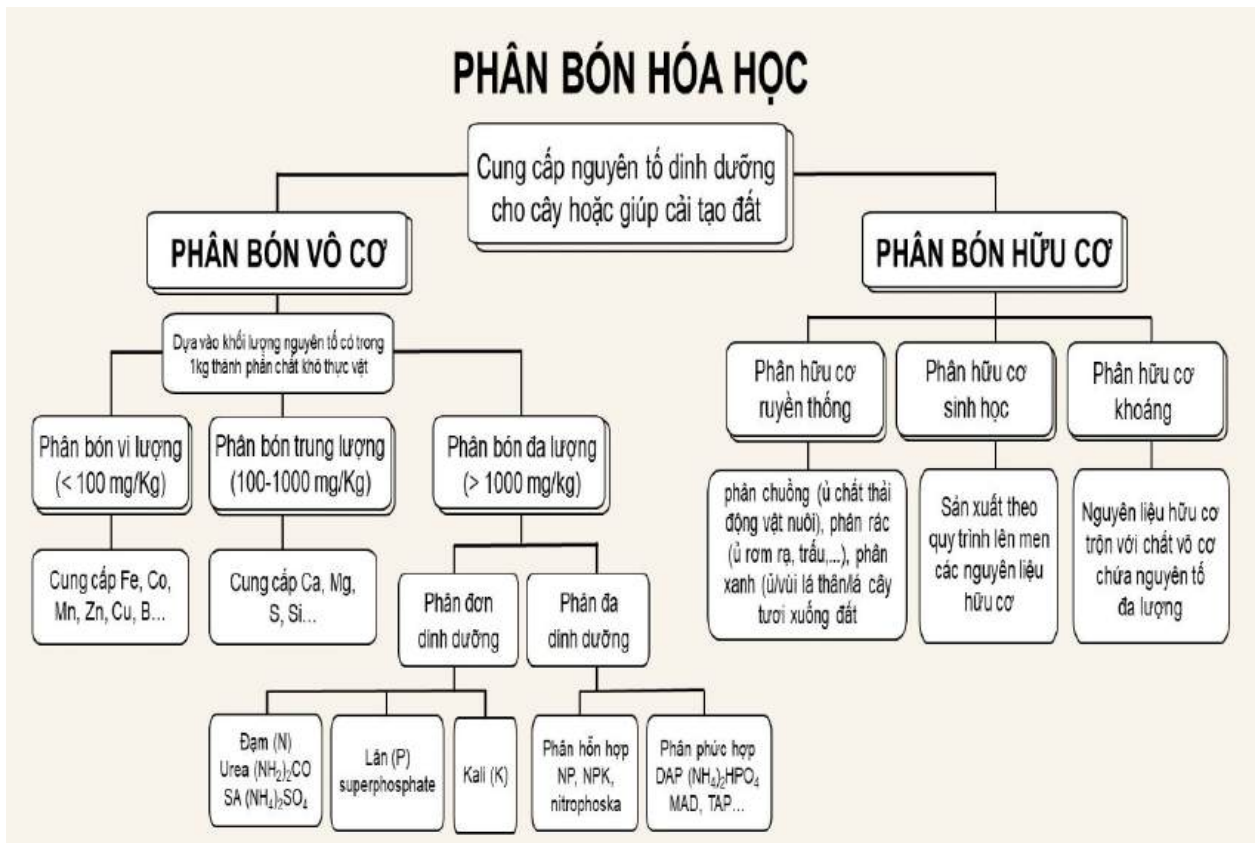 PHÂN BÓN HÓA HỌC
Cung cấp nguyên tố dinh dưỡng
cho cây hoặc giúp cải tạo đất
PHÂN BÓN VÔ CƠ
Dựa vào khối lượng nguyên tố có trong
1kg thành phần chất khô thực vật
Phân bón vi lượng
(< 100 mg/Kg)
Cung cấp Fe, Co,
Mn, Zn, Cu, B...
Phân bón trung lượng
(100-1000 mg/Kg)
Cung cấp Ca, Mg,
S, Si...
Phân bón đa lượng
(> 1000 mg/kg)
Phân đơn
dinh dưỡng
Đạm (N)
Urea (NH₂)₂CO
SA (NH₄)₂SO₄
Lân (P)
superphosphate
Kali (K)
Phân đa
dinh dưỡng
Phân hỗn hợp
NP, NPK,
nitrophoska
Phân phức hợp
DAP (NH₄)₂HPO₄
MAD, TAP...
PHÂN BÓN HỮU CƠ
Phân hữu cơ
ruyền thống
phân chuồng (ủ chất thải
động vật nuôi), phân rác
(ủ rơm rạ, trấu,...), phân
xanh (ủ/vùi lá thân/lá cây
tươi xuống đất
Phân hữu cơ
sinh học
Sản xuất theo
quy trình lên men
các nguyên liệu
hữu cơ
Phân hữu cơ
khoáng
Nguyên liệu hữu cơ
trộn với chất vô cơ
chứa nguyên tố
đa lượng